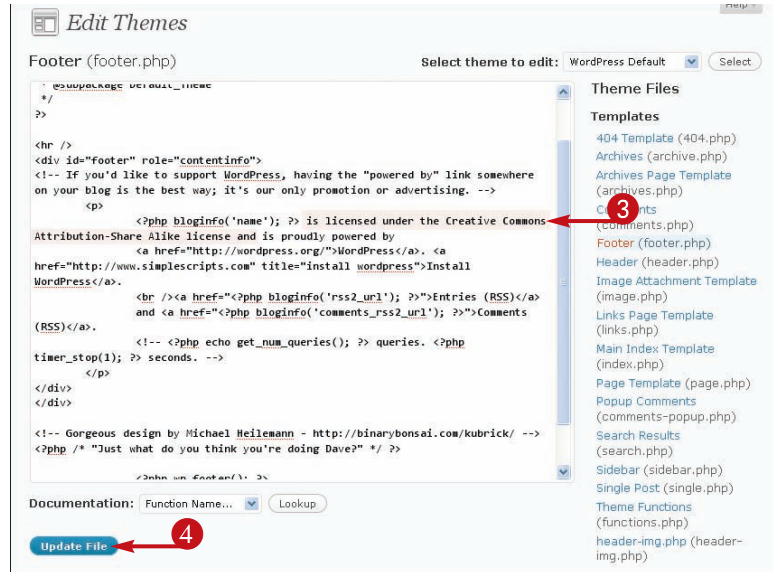 Help
Edit Themes
Footer (footer.php)
Select theme to edit: WordPress Default Select
* @subpackage Default_Theme
*/
?>
<hr />
<div id="footer" role="contentinfo">
<!-- If you'd like to support WordPress, having the "powered by" link somewhere
on your blog is the best way; it's our only promotion or advertising. -->
<p>
<?php bloginfo('name'); ?> is licensed under the Creative Commons
Attribution-Share Alike license and is proudly powered by
<a href="http://wordpress.org/">WordPress</a>. <a
href="http://www.simplescripts.com" title="install wordpress">Install
WordPress</a>.
<br /><a href="<?php bloginfo('rss2_url'); ?>">Entries (RSS)</a>
and <a href="<?php bloginfo('comments_rss2_url'); ?>">Comments
(RSS)</a>.
<!-- <?php echo get_num_queries(); ?> queries. <?php
timer_stop(1); ?> seconds. -->
</p>
</div>
</div>
<!-- Gorgeous design by Michael Heilemann - http://binarybonsai.com/kubrick/ -->
<?php /* "Just what do you think you're doing Dave?" */ ?>
<?php wp_footer(); ?>
Documentation: Function Name... Lookup
Update File
4
3
Theme Files
Templates
404 Template (404.php)
Archives (archive.php)
Archives Page Template
(archives.php)
(comments.php)
Footer (footer.php)
Header (header.php)
Image Attachment Template
(image.php)
Links Page Template
(links.php)
Main Index Template
(index.php)
Page Template (page.php)
Popup Comments
(comments-popup.php)
Search Results
(search.php)
Sidebar (sidebar.php)
Single Post (single.php)
Theme Functions
(functions.php)
header-img.php (header-
img.php)